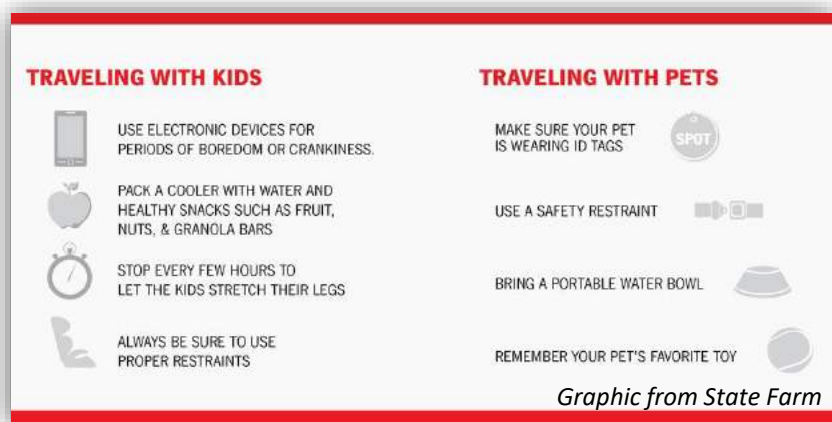 TRAVELING WITH KIDS
USE ELECTRONIC DEVICES FOR
PERIODS OF BOREDOM OR CRANKINESS.
PACK A COOLER WITH WATER AND
HEALTHY SNACKS SUCH AS FRUIT,
NUTS, & GRANOLA BARS
STOP EVERY FEW HOURS TO
LET THE KIDS STRETCH THEIR LEGS
ALWAYS BE SURE TO USE
PROPER RESTRAINTS
TRAVELING WITH PETS
MAKE SURE YOUR PET
IS WEARING ID TAGS
SPOT
USE A SAFETY RESTRAINT
BRING A PORTABLE WATER BOWL
REMEMBER YOUR PET'S FAVORITE TOY
Graphic from State Farm